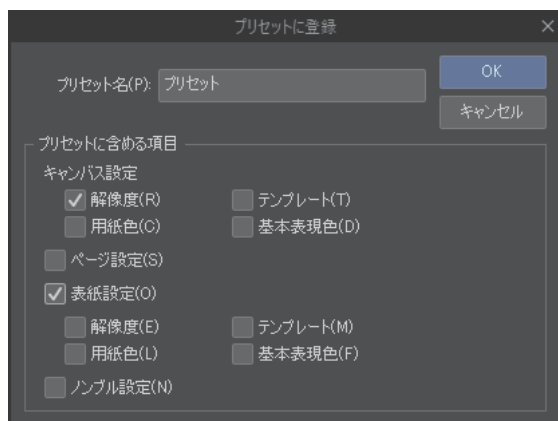 プリセットに登録
プリセット名(P): プリセット
OK
キャンセル
プリセットに含める項目
キャンバス設定
解像度(R) テンプレート(T)
用紙色(C) 基本表現色(D)
ページ設定(S)
表紙設定(O)
解像度(E) テンプレート(M)
用紙色(L) 基本表現色(F)
ノンブル設定(N)